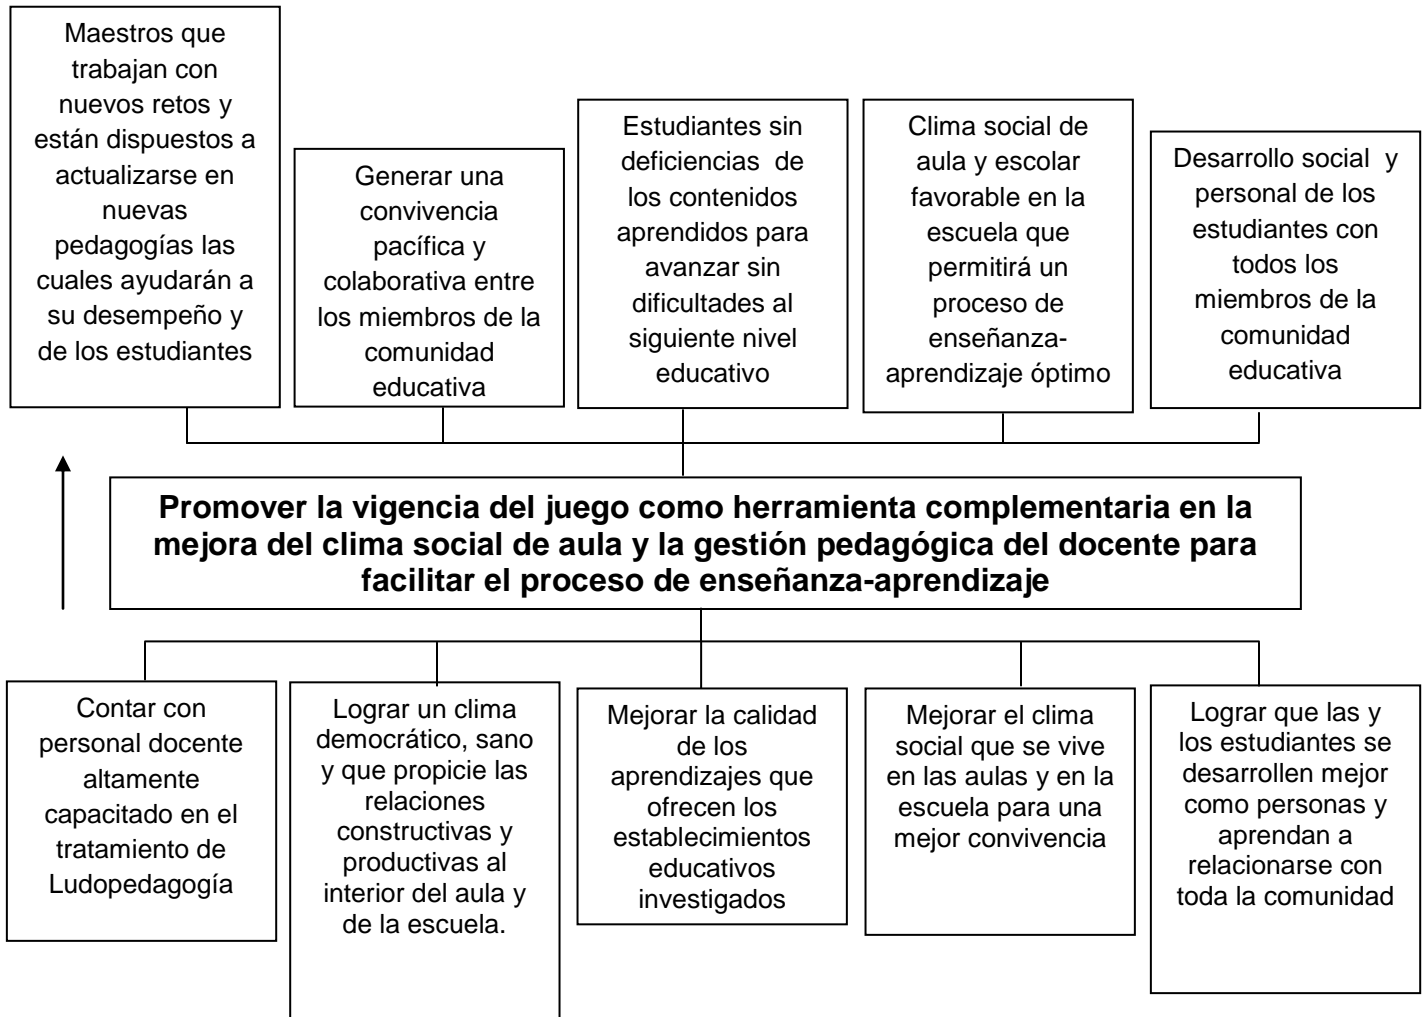 Maestros que
trabajan con
nuevos retos y
están dispuestos a
actualizarse en
nuevas
pedagogías las
cuales ayudarán a
su desempeño y
de los estudiantes
Generar una
convivencia
pacífica y
colaborativa entre
los miembros de la
comunidad
educativa
Estudiantes sin
deficiencias de
los contenidos
aprendidos para
avanzar sin
dificultades al
siguiente nivel
educativo
Clima social de
aula y escolar
favorable en la
escuela que
permitirá un
proceso de
enseñanza-
aprendizaje óptimo
Desarrollo social y
personal de los
estudiantes con
todos los
miembros de la
comunidad
educativa
Promover la vigencia del juego como herramienta complementaria en la
mejora del clima social de aula y la gestión pedagógica del docente para
facilitar el proceso de enseñanza-aprendizaje
Contar con
personal docente
altamente
capacitado en el
tratamiento de
Ludopedagogía
Lograr un clima
democrático, sano
y que propicie las
relaciones
constructivas y
productivas al
interior del aula y
de la escuela.
Mejorar la calidad
de los
aprendizajes que
ofrecen los
establecimientos
educativos
investigados
Mejorar el clima
social que se vive
en las aulas y en la
escuela para una
mejor convivencia
Lograr que las y
los estudiantes se
desarrollen mejor
como personas y
aprendan a
relacionarse con
toda la comunidad